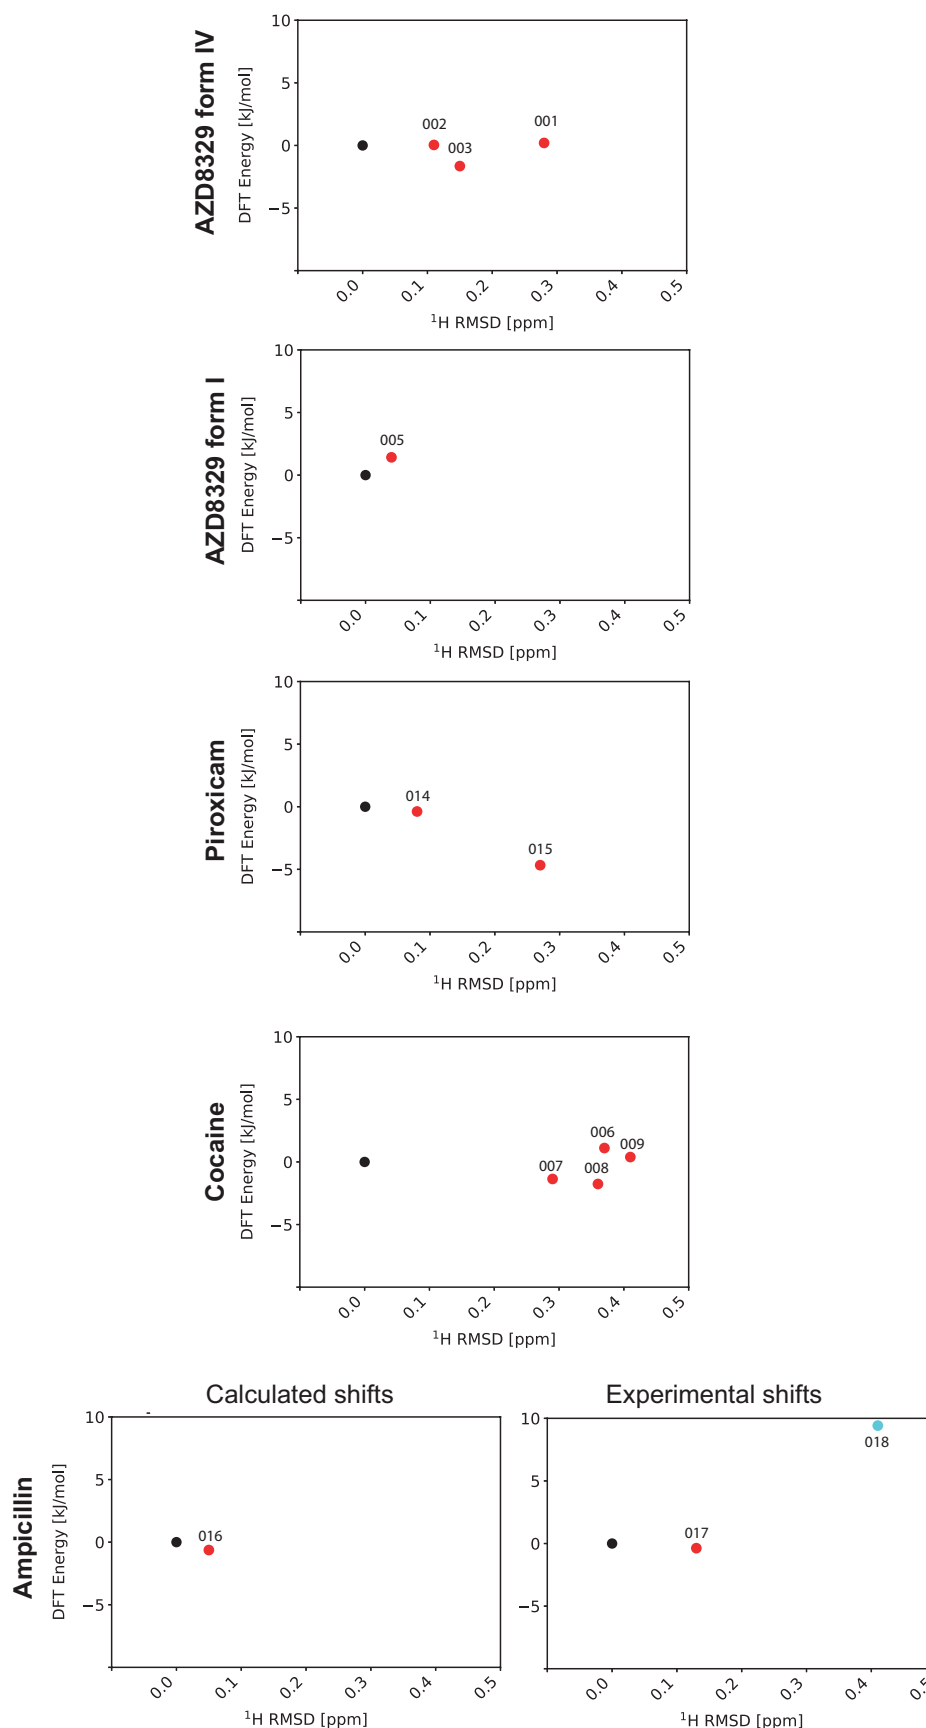 AZD8329 form IV
DFT Energy [kJ/mol]
10
5
0
−5
002
003
001
0.0 0.1 0.2 0.3 0.4 0.5
¹H RMSD [ppm]
AZD8329 form I
DFT Energy [kJ/mol]
10
5
0
−5
005
0.0 0.1 0.2 0.3 0.4 0.5
¹H RMSD [ppm]
Piroxicam
DFT Energy [kJ/mol]
10
5
0
−5
014
015
0.0 0.1 0.2 0.3 0.4 0.5
¹H RMSD [ppm]
Cocaine
DFT Energy [kJ/mol]
10
5
0
−5
006
009
007
008
0.0 0.1 0.2 0.3 0.4 0.5
¹H RMSD [ppm]
Ampicillin
Calculated shifts
DFT Energy [kJ/mol]
10
5
0
−5
016
0.0 0.1 0.2 0.3 0.4 0.5
¹H RMSD [ppm]
Experimental shifts
10
5
0
−5
018
017
0.0 0.1 0.2 0.3 0.4 0.5
¹H RMSD [ppm]